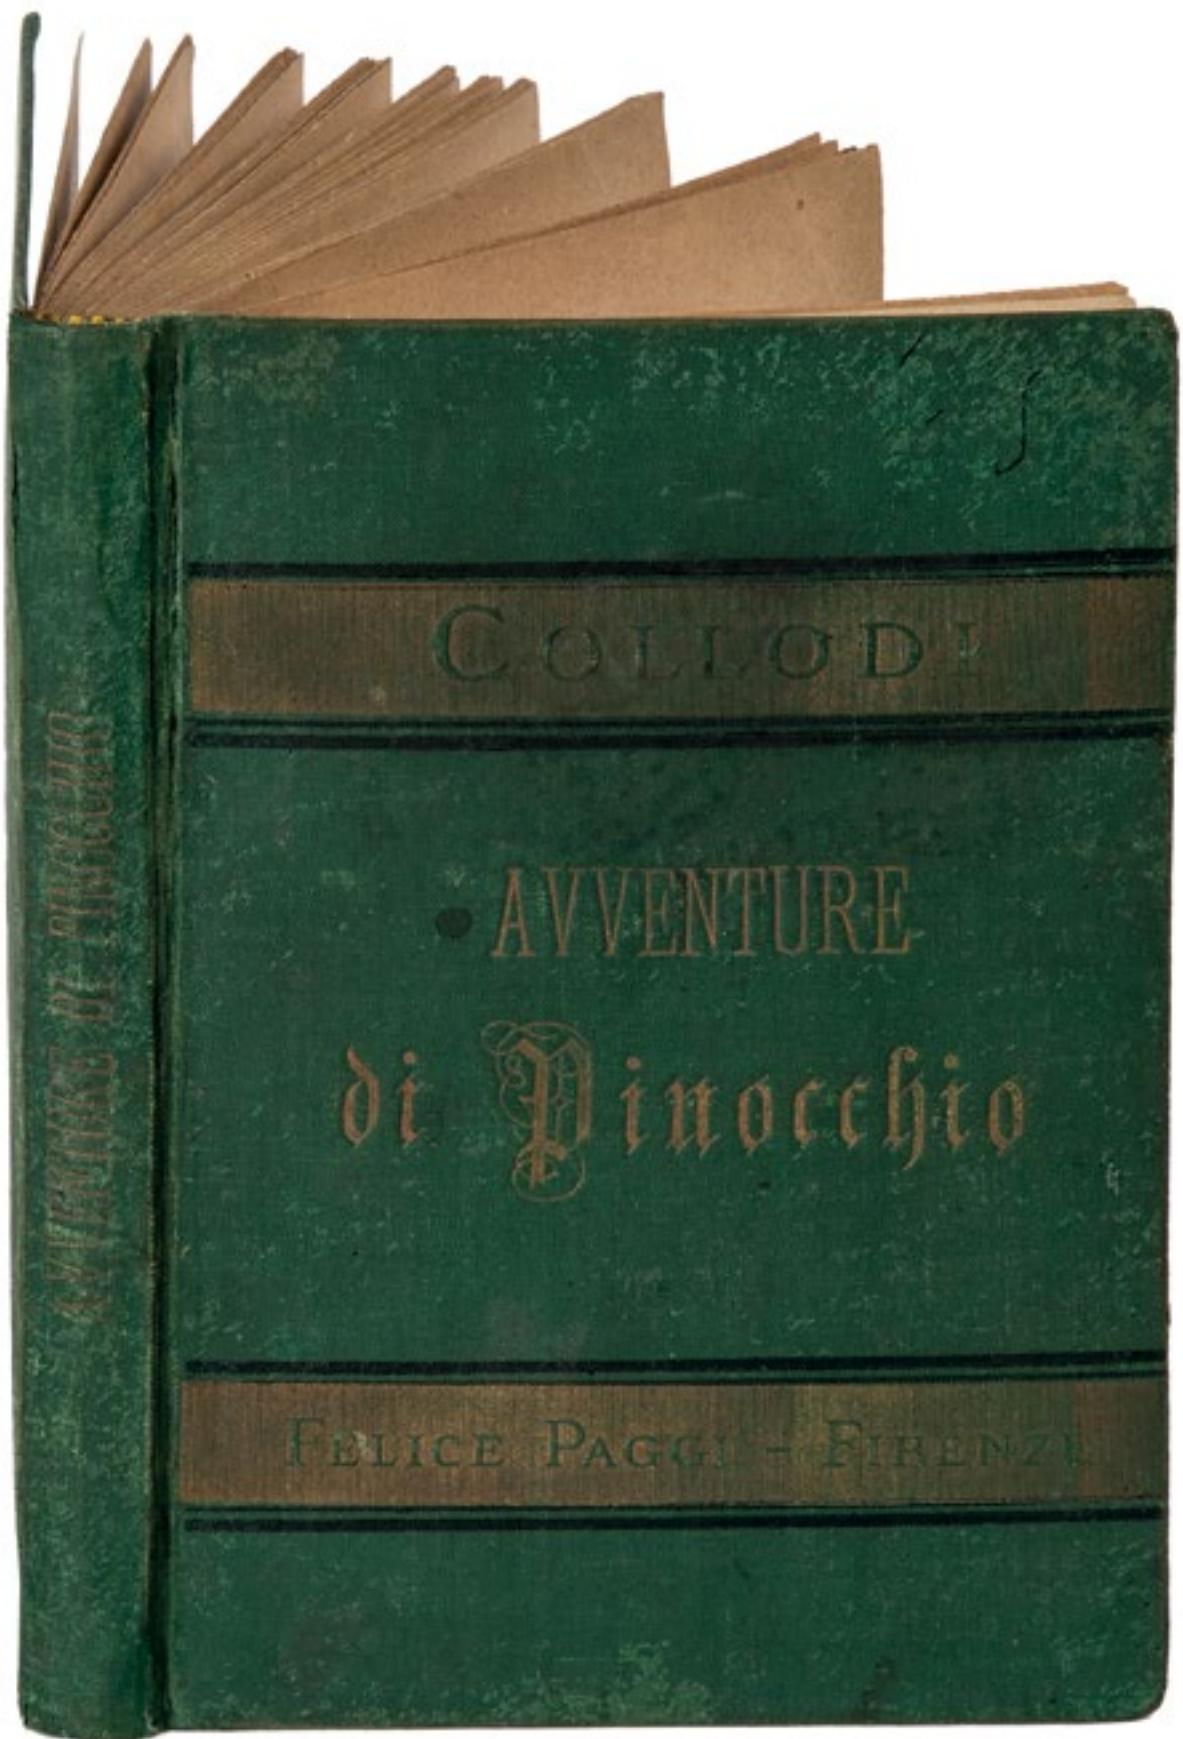 AVVENTURE DI PINOCCHIO
COLLODI
AVVENTURE
di Pinocchio
FELICE PAGGI - FIRENZE